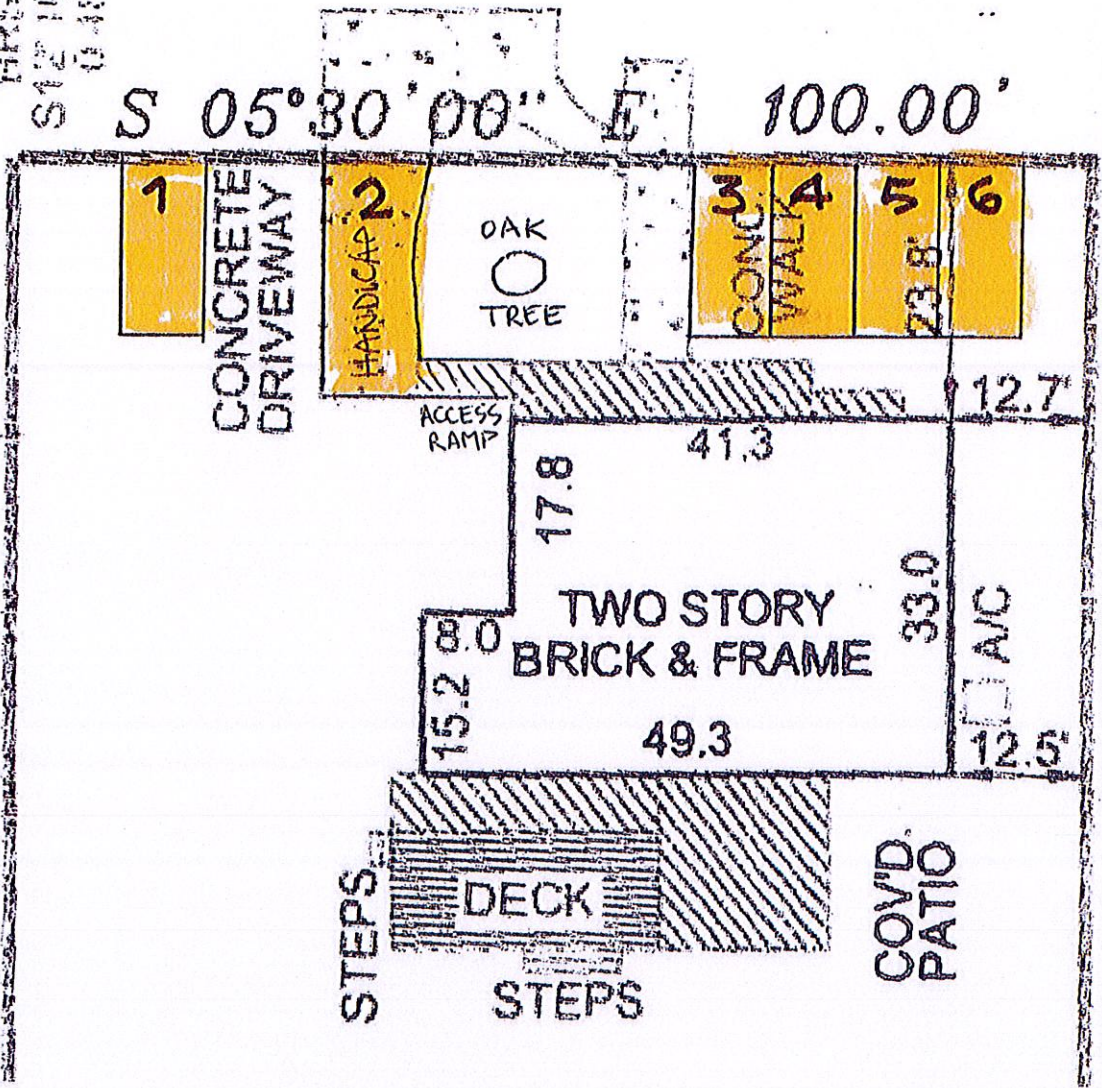 S 05°30'00" E 100.00'
1
CONCRETE
DRIVEWAY
2
HANDICAP
OAK
TREE
3
4
5
6
CONC
WALK
23.8'
ACCESS
RAMP
12.7'
41.3
17.8
TWO STORY
BRICK & FRAME
33.0
A/C
8.0
15.2
49.3
12.5'
STEPS
DECK
STEPS
COV'D
PATIO